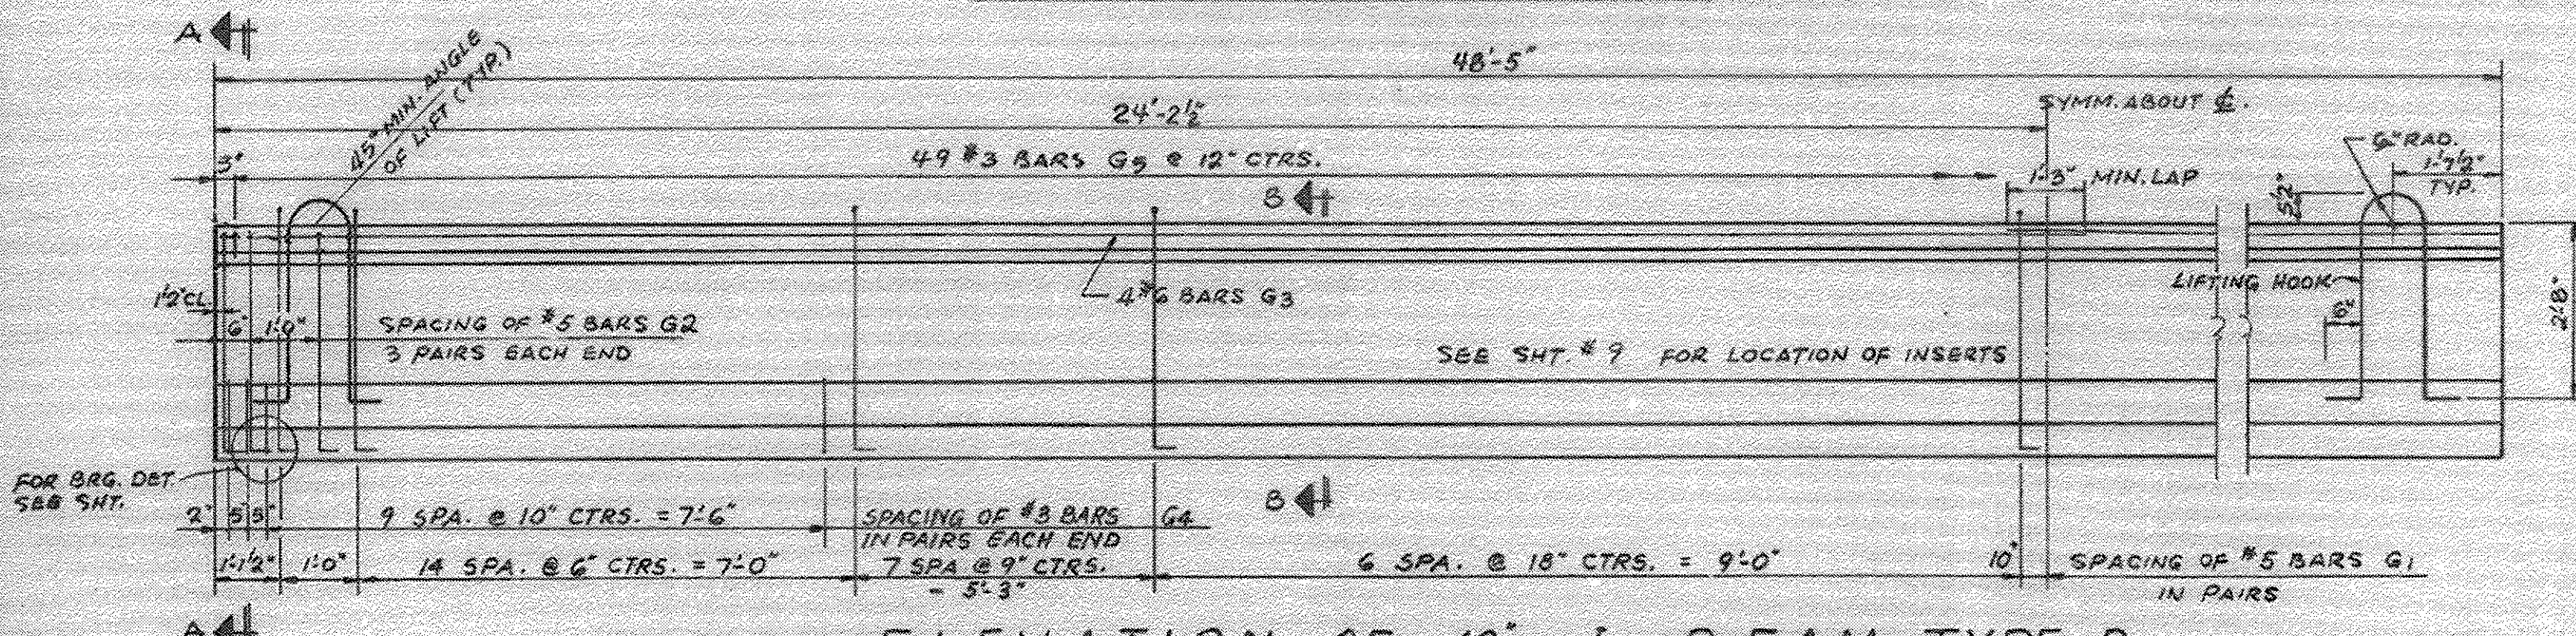 A
45° MIN. ANGLE
OF LIFT (TYP.)
48'-5"
24'-2½"
SYMM. ABOUT ℄.
3"
49 #3 BARS G5 @ 12" CTRS.
6" RAD.
1'-7½"
TYP.
B
1'-3" MIN. LAP
5½"
4 #6 BARS G3
LIFTING HOOK
1½" CL.
6" 1'-0"
SPACING OF #5 BARS G2
3 PAIRS EACH END
6"
2'-8"
SEE SHT. # 9 FOR LOCATION OF INSERTS
FOR BRG. DET.
SEE SHT.
B
2" 5" 5"
9 SPA. @ 10" CTRS. = 7'-6"
SPACING OF #3 BARS G4
IN PAIRS EACH END
1'-1½" 1'-0"
14 SPA. @ 6" CTRS. = 7'-0"
7 SPA @ 9" CTRS.
= 5'-3"
6 SPA. @ 18" CTRS. = 9'-0"
10"
SPACING OF #5 BARS G1
IN PAIRS
A